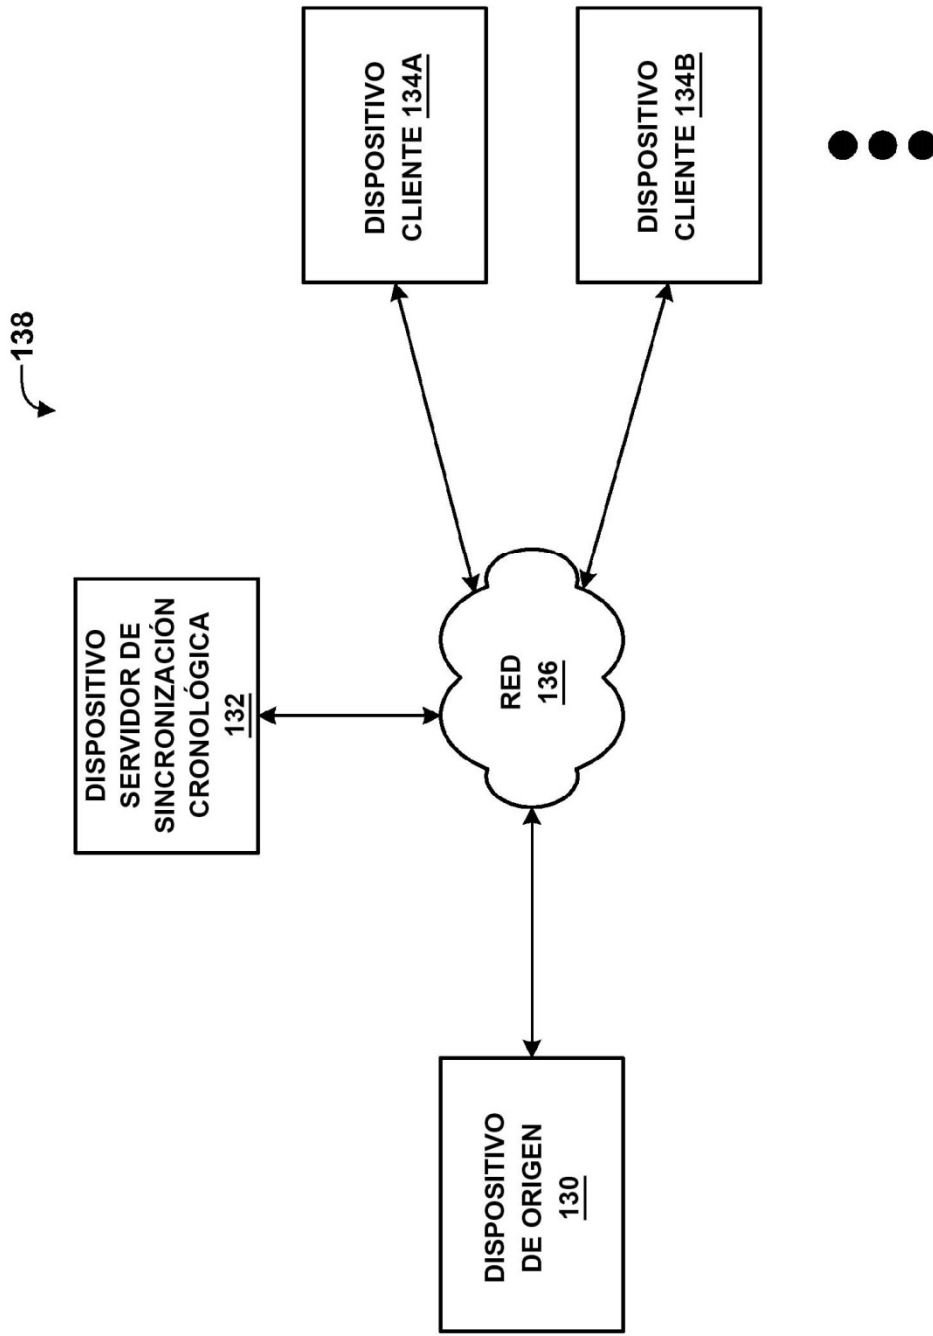 138
DISPOSITIVO
SERVIDOR DE
SINCRONIZACIÓN
CRONOLÓGICA
132
DISPOSITIVO
CLIENTE 134A
DISPOSITIVO
CLIENTE 134B
RED
136
DISPOSITIVO
DE ORIGEN
130